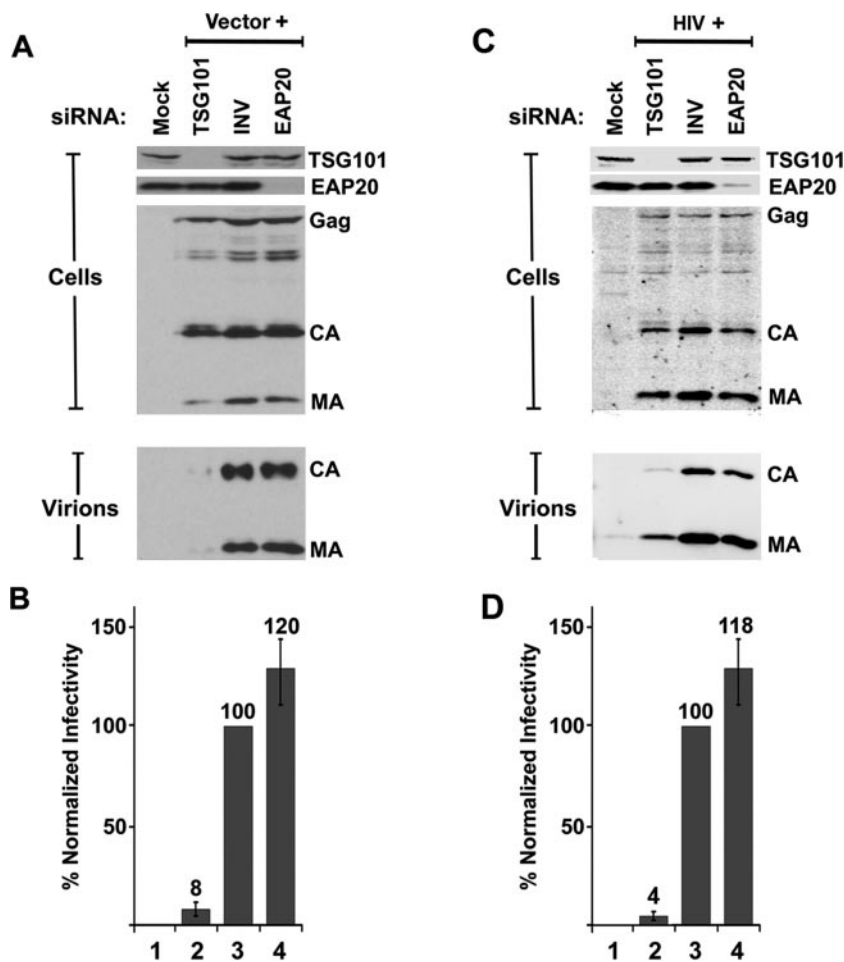 A
Vector +
siRNA:
Mock
TSG101
INV
EAP20
TSG101
EAP20
Gag
Cells
CA
MA
CA
Virions
MA
C
HIV +
siRNA:
Mock
TSG101
INV
EAP20
TSG101
EAP20
Gag
Cells
CA
MA
CA
Virions
MA
B
% Normalized Infectivity
150
100
50
8
100
120
1 2 3 4
D
% Normalized Infectivity
150
100
50
4
100
118
1 2 3 4